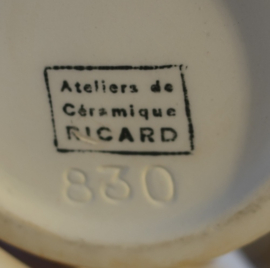 Ateliers de
Céramique
RICARD
830